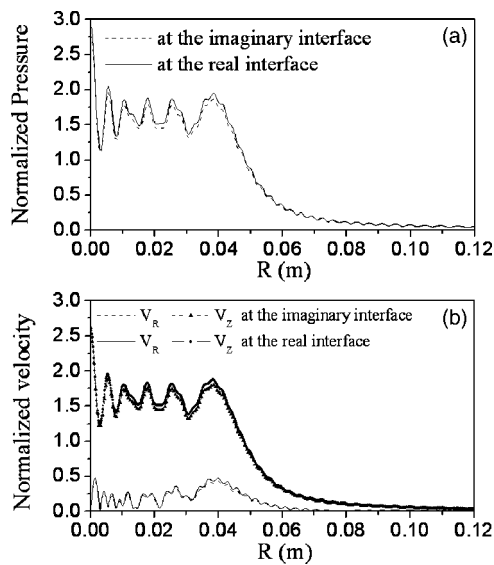 (a)
at the imaginary interface
at the real interface
Normalized Pressure
3.0
2.5
2.0
1.5
1.0
0.5
0.0
0.00 0.02 0.04 0.06 0.08 0.10 0.12
R (m)
(b)
V_R V_Z at the imaginary interface
V_R V_Z at the real interface
Normalized velocity
3.0
2.5
2.0
1.5
1.0
0.5
0.0
0.00 0.02 0.04 0.06 0.08 0.10 0.12
R (m)